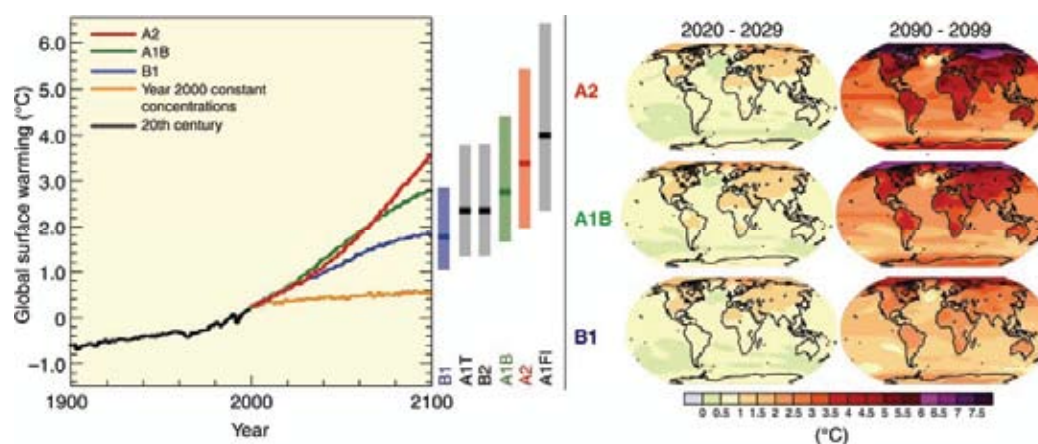 6.0
5.0
4.0
3.0
2.0
1.0
0
−1.0
Global surface warming (°C)
A2
A1B
B1
Year 2000 constant
concentrations
20th century
1900
2000
2100
Year
B1
A1T
B2
A1B
A2
A1FI
2020 - 2029
2090 - 2099
A2
A1B
B1
0 0.5 1 1.5 2 2.5 3 3.5 4 4.5 5 5.5 6 6.5 7 7.5
(°C)